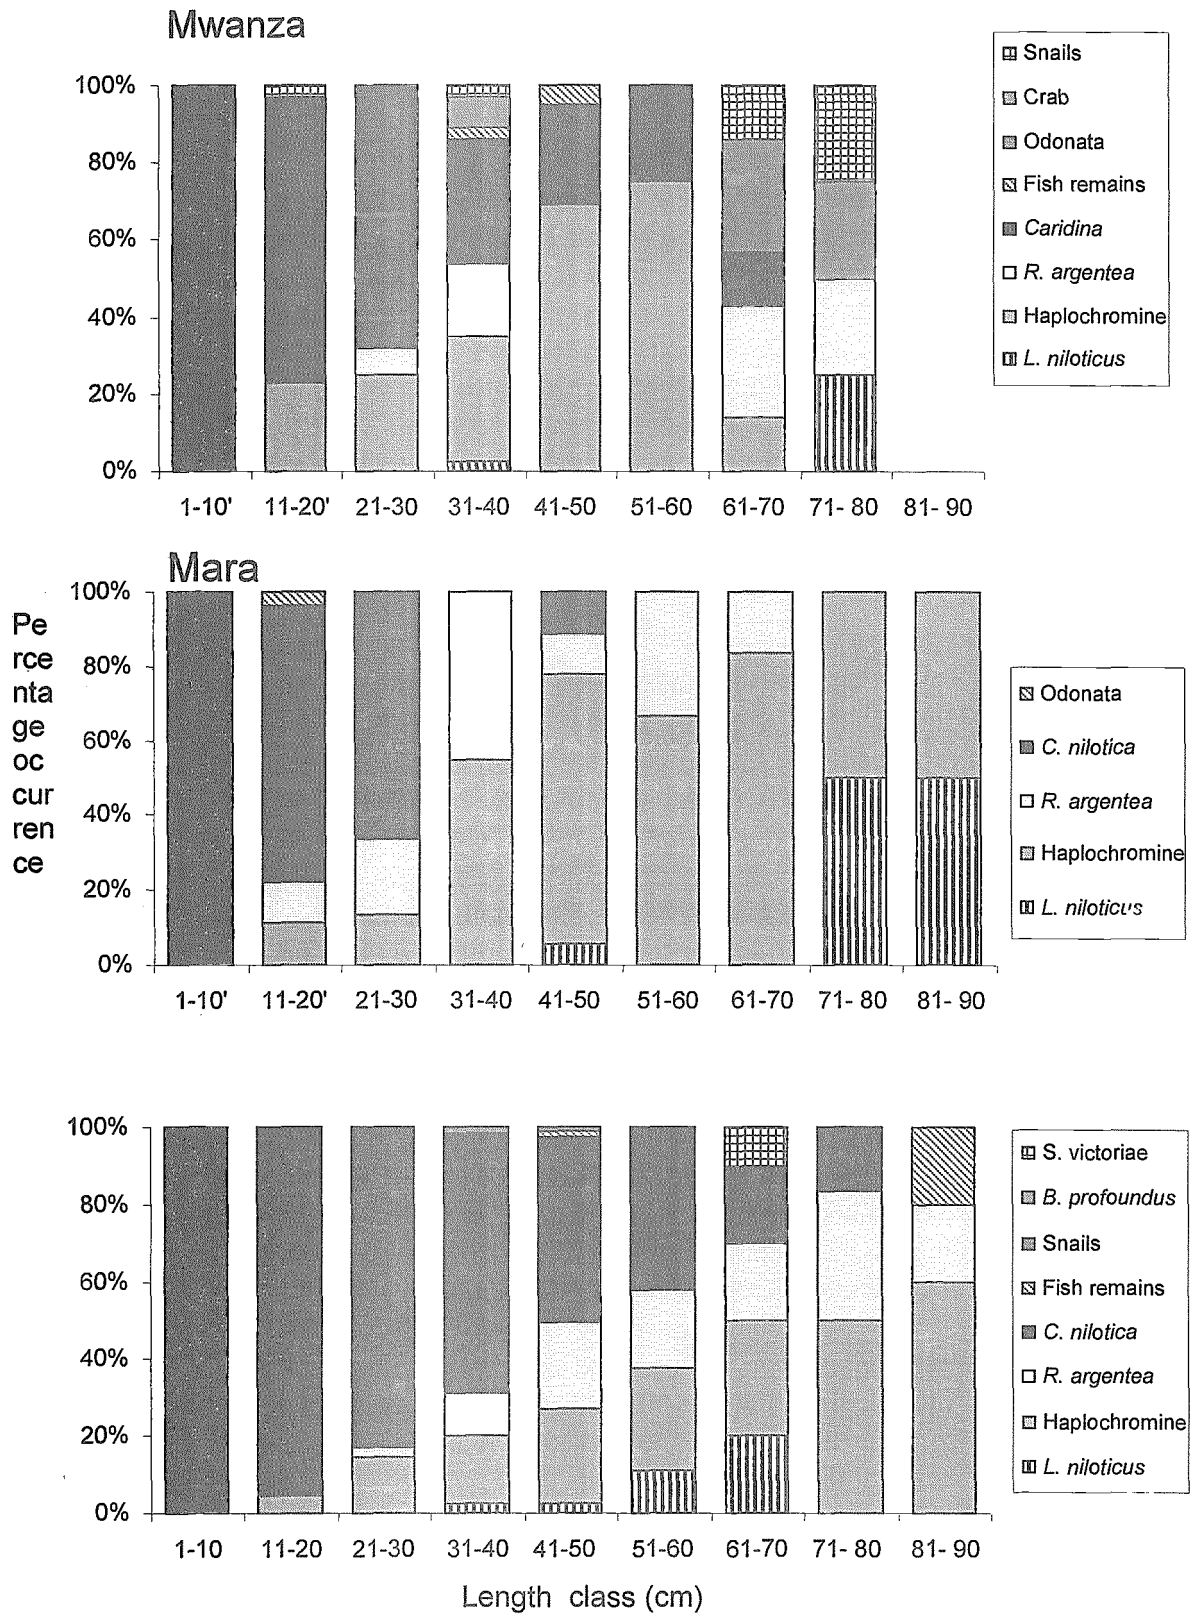 Mwanza
100%
80%
60%
40%
20%
0%
1-10'
11-20'
21-30
31-40
41-50
51-60
61-70
71- 80
81- 90
Snails
Crab
Odonata
Fish remains
Caridina
R. argentea
Haplochromine
L. niloticus
Mara
Pe
rce
nta
ge
oc
cur
ren
ce
100%
80%
60%
40%
20%
0%
1-10'
11-20'
21-30
31-40
41-50
51-60
61-70
71- 80
81- 90
Odonata
C. nilotica
R. argentea
Haplochromine
L. niloticus
100%
80%
60%
40%
20%
0%
1-10
11-20
21-30
31-40
41-50
51-60
61-70
71- 80
81- 90
S. victoriae
B. profoundus
Snails
Fish remains
C. nilotica
R. argentea
Haplochromine
L. niloticus
Length class (cm)